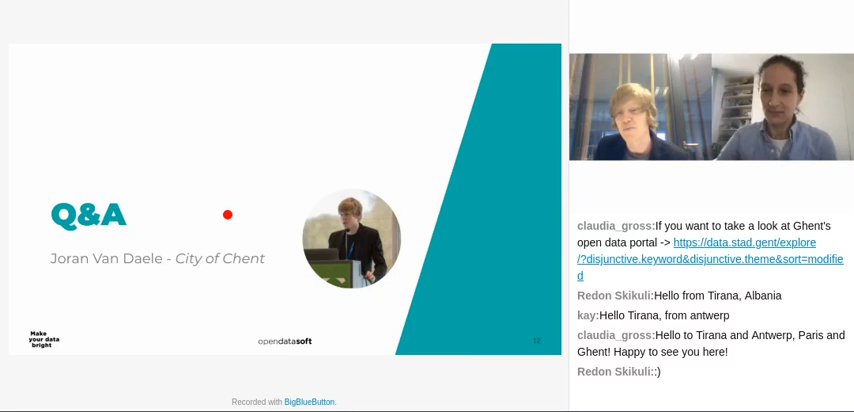 Q&A
Joran Van Daele - City of Chent
Make
your data
bright
opendatasoft
12
Recorded with BigBlueButton.
claudia_gross:If you want to take a look at Ghent's
open data portal -> https://data.stad.gent/explore
/?disjunctive.keyword&disjunctive.theme&sort=modifie
d
Redon Skikuli:Hello from Tirana, Albania
kay:Hello Tirana, from antwerp
claudia_gross:Hello to Tirana and Antwerp, Paris and
Ghent! Happy to see you here!
Redon Skikuli::)